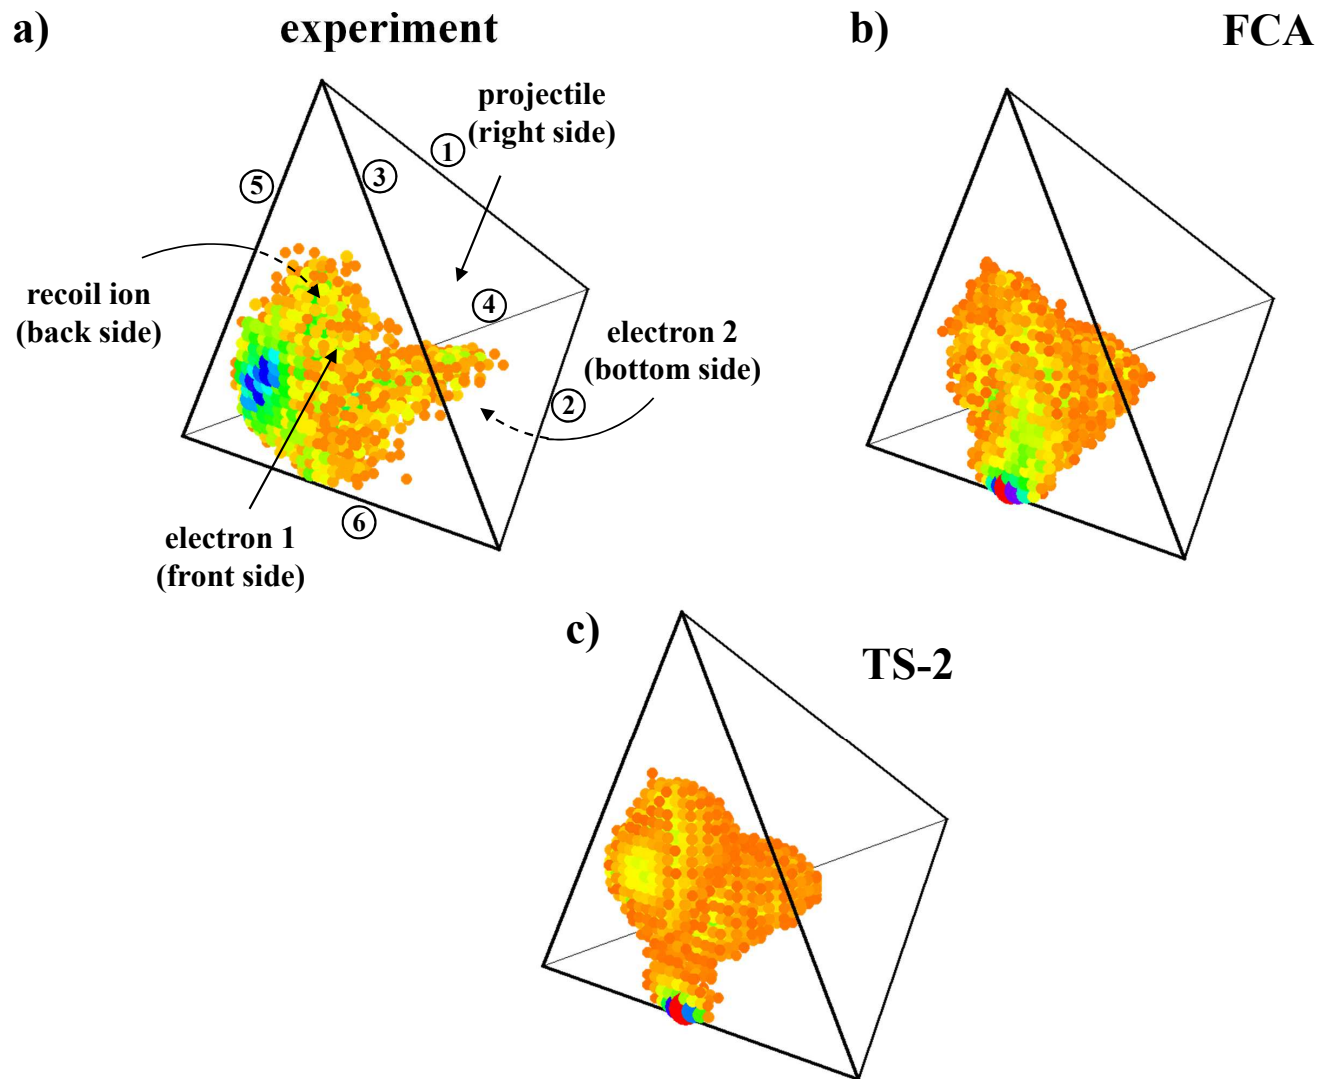 a)
experiment
b)
FCA
projectile
(right side)
1
3
5
4
recoil ion
(back side)
electron 2
(bottom side)
2
6
electron 1
(front side)
c)
TS-2